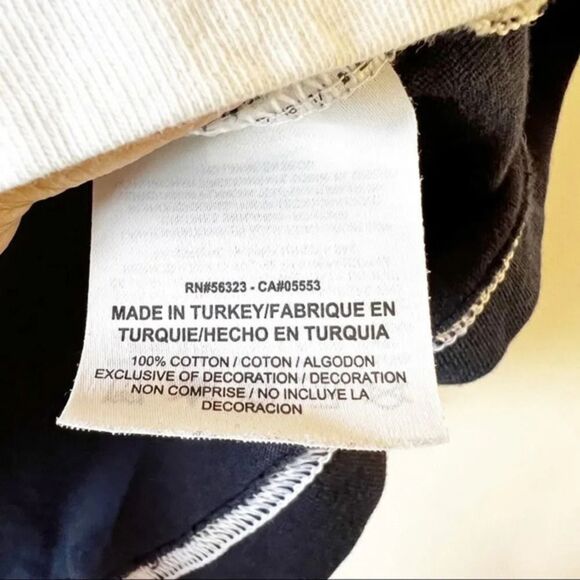 RN#56323 - CA#05553
MADE IN TURKEY/FABRIQUE EN
TURQUIE/HECHO EN TURQUIA
100% COTTON / COTON / ALGODON
EXCLUSIVE OF DECORATION / DECORATION
NON COMPRISE / NO INCLUYE LA
DECORACION